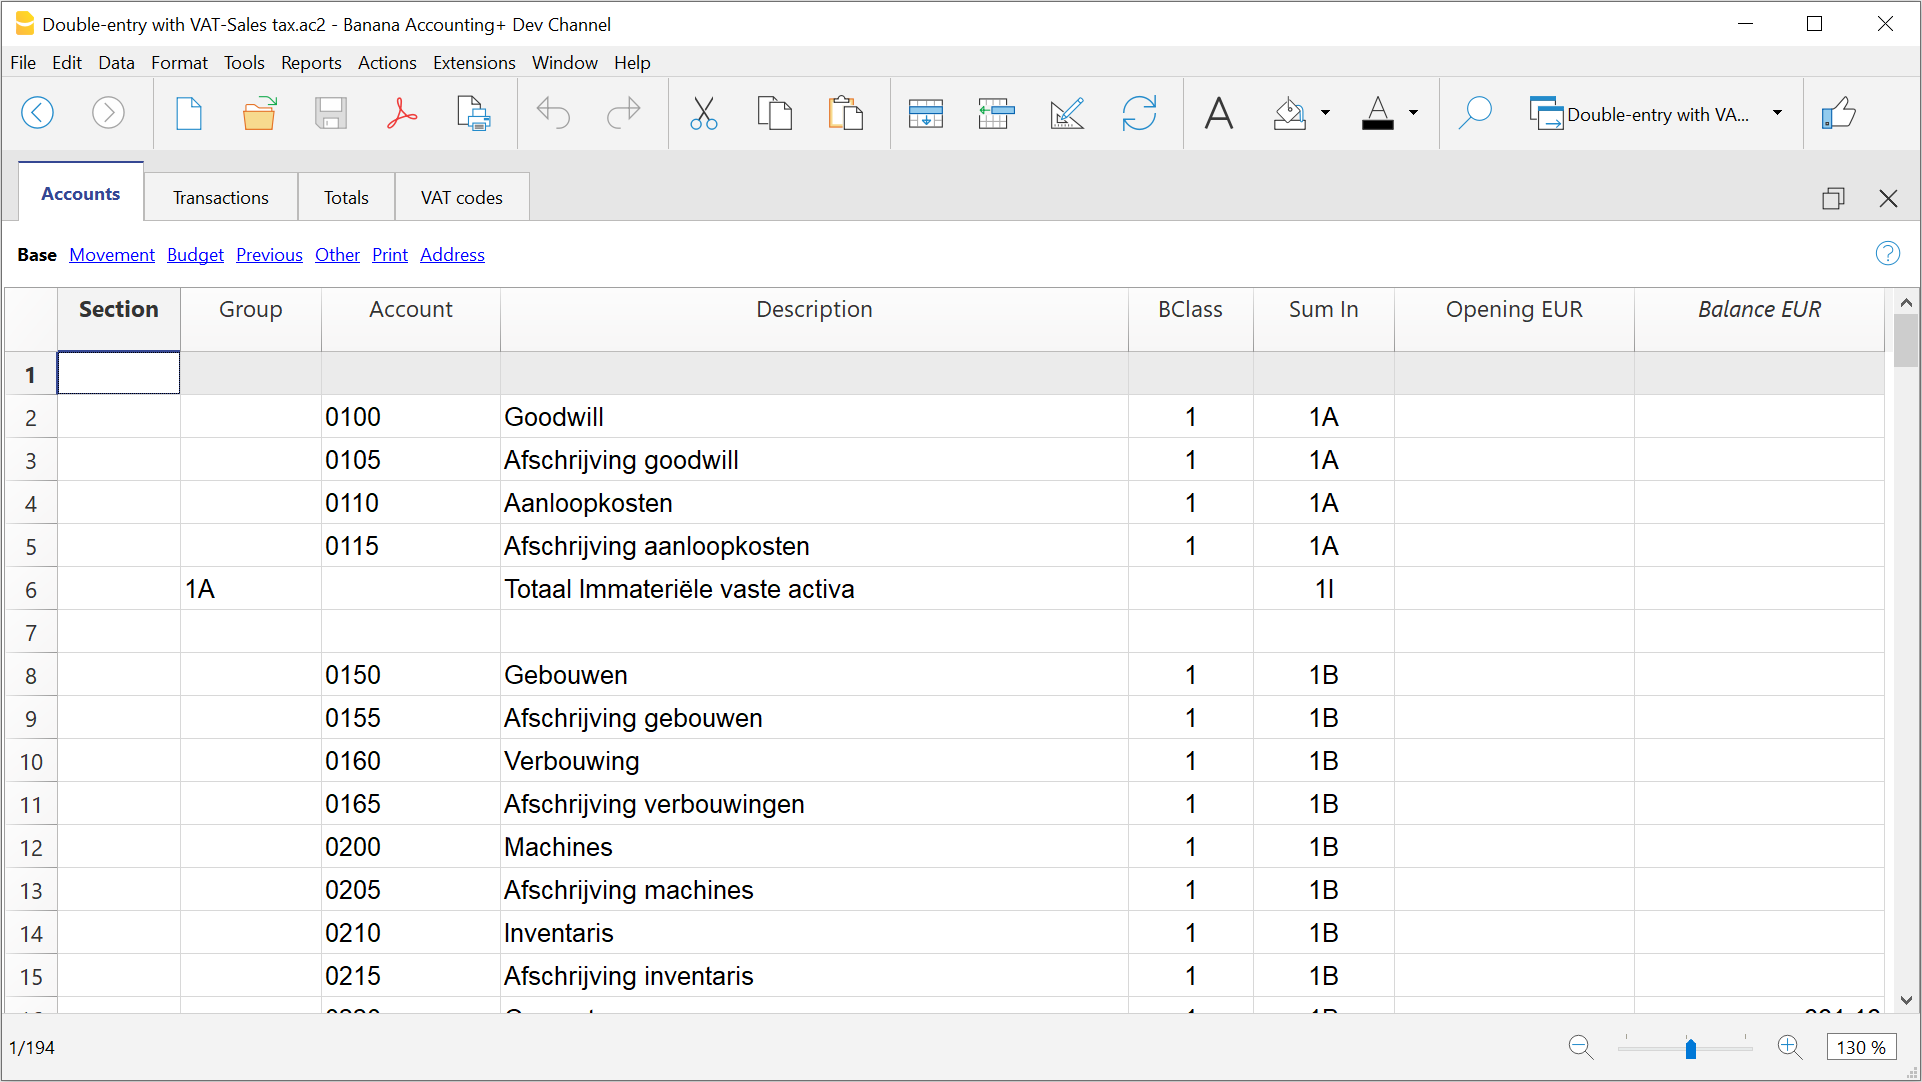 Double-entry with VAT-Sales tax.ac2 - Banana Accounting+ Dev Channel
File Edit Data Format Tools Reports Actions Extensions Window Help
Double-entry with VA...
Accounts Transactions Totals VAT codes
Base Movement Budget Previous Other Print Address
Section Group Account Description BClass Sum In Opening EUR Balance EUR
1
2 0100 Goodwill 1 1A
3 0105 Afschrijving goodwill 1 1A
4 0110 Aanloopkosten 1 1A
5 0115 Afschrijving aanloopkosten 1 1A
6 1A Totaal Immateriële vaste activa 1I
7
8 0150 Gebouwen 1 1B
9 0155 Afschrijving gebouwen 1 1B
10 0160 Verbouwing 1 1B
11 0165 Afschrijving verbouwingen 1 1B
12 0200 Machines 1 1B
13 0205 Afschrijving machines 1 1B
14 0210 Inventaris 1 1B
15 0215 Afschrijving inventaris 1 1B
1/194 130 %